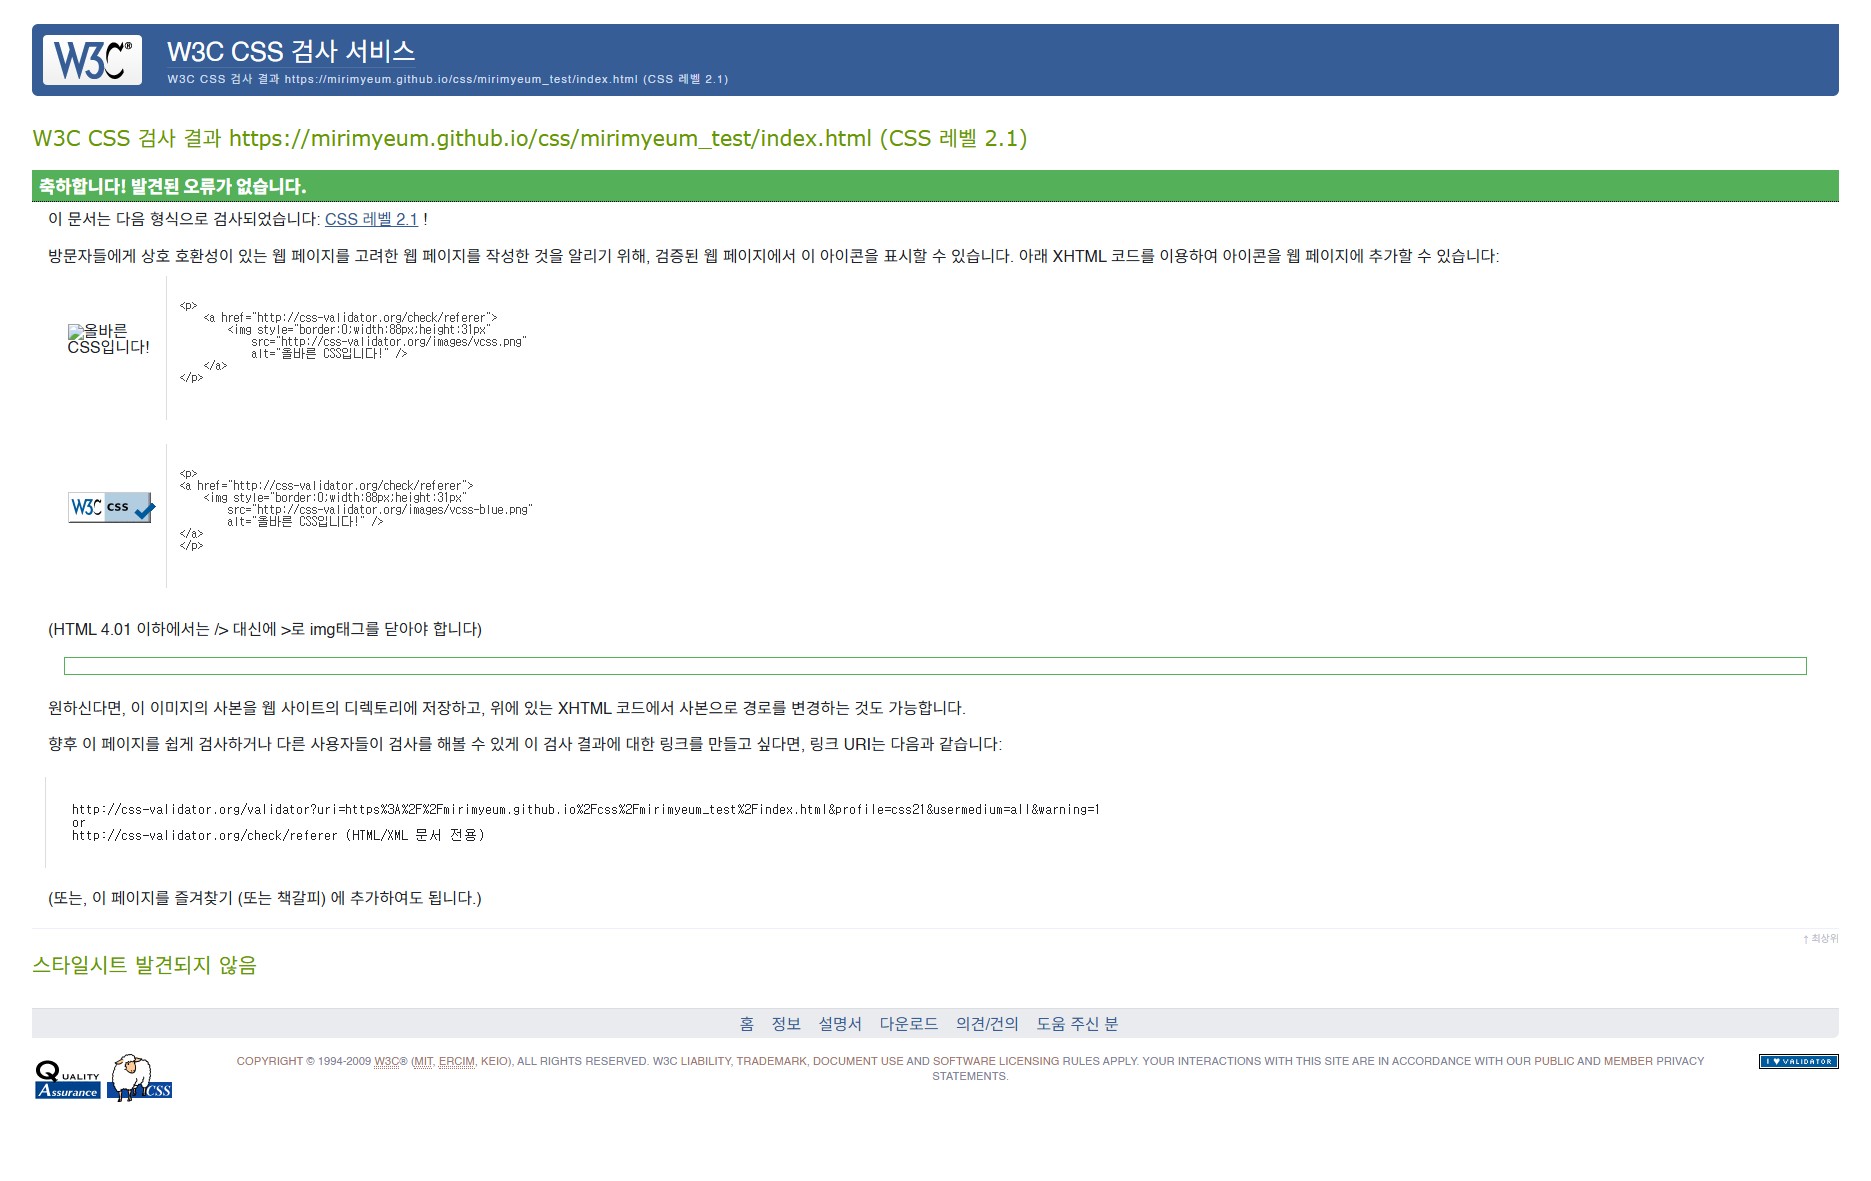 W3C®
W3C CSS 검사 서비스
W3C CSS 검사 결과 https://mirimyeum.github.io/css/mirimyeum_test/index.html (CSS 레벨 2.1)
W3C CSS 검사 결과 https://mirimyeum.github.io/css/mirimyeum_test/index.html (CSS 레벨 2.1)
축하합니다! 발견된 오류가 없습니다.
이 문서는 다음 형식으로 검사되었습니다: CSS 레벨 2.1 !
방문자들에게 상호 호환성이 있는 웹 페이지를 고려한 웹 페이지를 작성한 것을 알리기 위해, 검증된 웹 페이지에서 이 아이콘을 표시할 수 있습니다. 아래 XHTML 코드를 이용하여 아이콘을 웹 페이지에 추가할 수 있습니다:
올바른
CSS입니다!
<p>
<a href="http://css-validator.org/check/referer">
<img style="border:0;width:88px;height:31px"
src="http://css-validator.org/images/vcss.png"
alt="올바른 CSS입니다!" />
</a>
</p>
W3C css
<p>
<a href="http://css-validator.org/check/referer">
<img style="border:0;width:88px;height:31px"
src="http://css-validator.org/images/vcss-blue.png"
alt="올바른 CSS입니다!" />
</a>
</p>
(HTML 4.01 이하에서는 /> 대신에 >로 img태그를 닫아야 합니다)
원하신다면, 이 이미지의 사본을 웹 사이트의 디렉토리에 저장하고, 위에 있는 XHTML 코드에서 사본으로 경로를 변경하는 것도 가능합니다.
향후 이 페이지를 쉽게 검사하거나 다른 사용자들이 검사를 해볼 수 있게 이 검사 결과에 대한 링크를 만들고 싶다면, 링크 URI는 다음과 같습니다:
http://css-validator.org/validator?uri=https%3A%2F%2Fmirimyeum.github.io%2Fcss%2Fmirimyeum_test%2Findex.html&profile=css21&usermedium=all&warning=1
or
http://css-validator.org/check/referer (HTML/XML 문서 전용)
(또는, 이 페이지를 즐겨찾기 (또는 책갈피) 에 추가하여도 됩니다.)
↑ 최상위
스타일시트 발견되지 않음
홈 정보 설명서 다운로드 의견/건의 도움 주신 분
QUALITY
Assurance
CSS
COPYRIGHT © 1994-2009 W3C® (MIT, ERCIM, KEIO), ALL RIGHTS RESERVED. W3C LIABILITY, TRADEMARK, DOCUMENT USE AND SOFTWARE LICENSING RULES APPLY. YOUR INTERACTIONS WITH THIS SITE ARE IN ACCORDANCE WITH OUR PUBLIC AND MEMBER PRIVACY
STATEMENTS.
I ♥ VALIDATOR